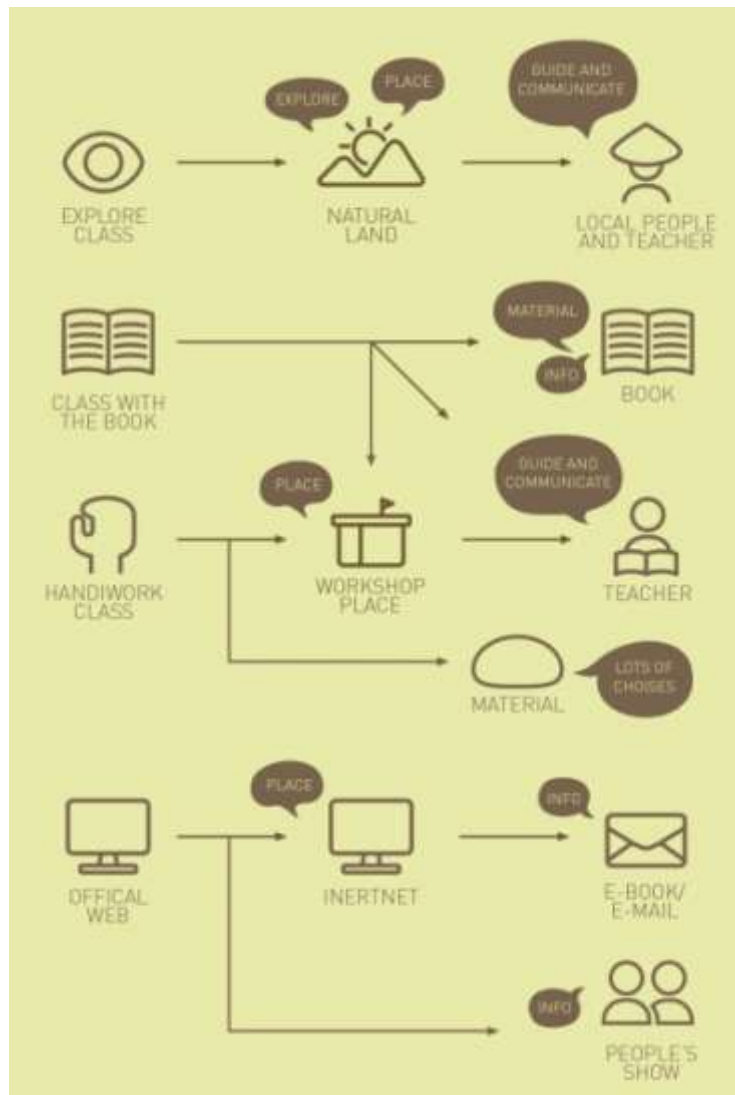 EXPLORE
PLACE
GUIDE AND
COMMUNICATE
EXPLORE
CLASS
NATURAL
LAND
LOCAL PEOPLE
AND TEACHER
MATERIAL
INFO
CLASS WITH
THE BOOK
BOOK
PLACE
GUIDE AND
COMMUNICATE
HANDIWORK
CLASS
WORKSHOP
PLACE
TEACHER
MATERIAL
LOTS OF
CHOISES
PLACE
INFO
OFFICAL
WEB
INERTNET
E-BOOK/
E-MAIL
INFO
PEOPLE'S
SHOW